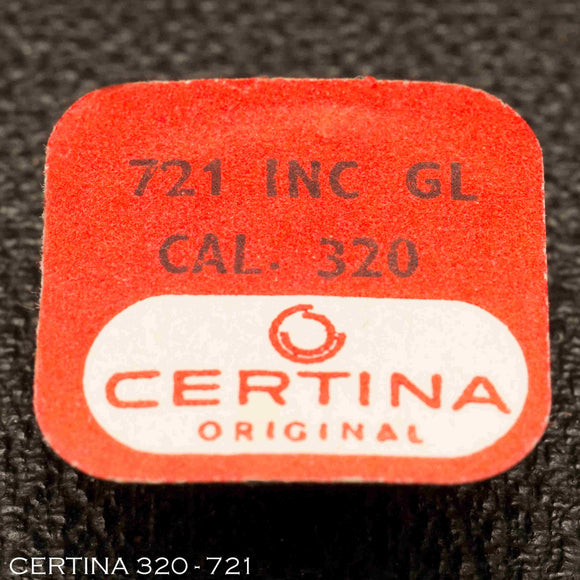 721 INC GL
CAL. 320
CERTINA
ORIGINAL
CERTINA 320 - 721